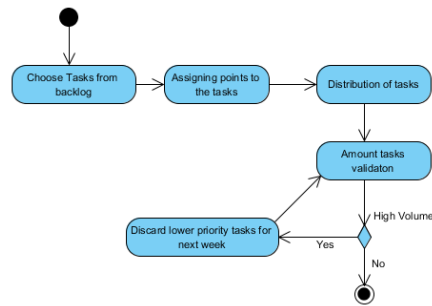 Choose Tasks from
backlog
Assigning points to
the tasks
Distribution of tasks
Amount tasks
validaton
High Volume
Discard lower priority tasks for
next week
Yes
No